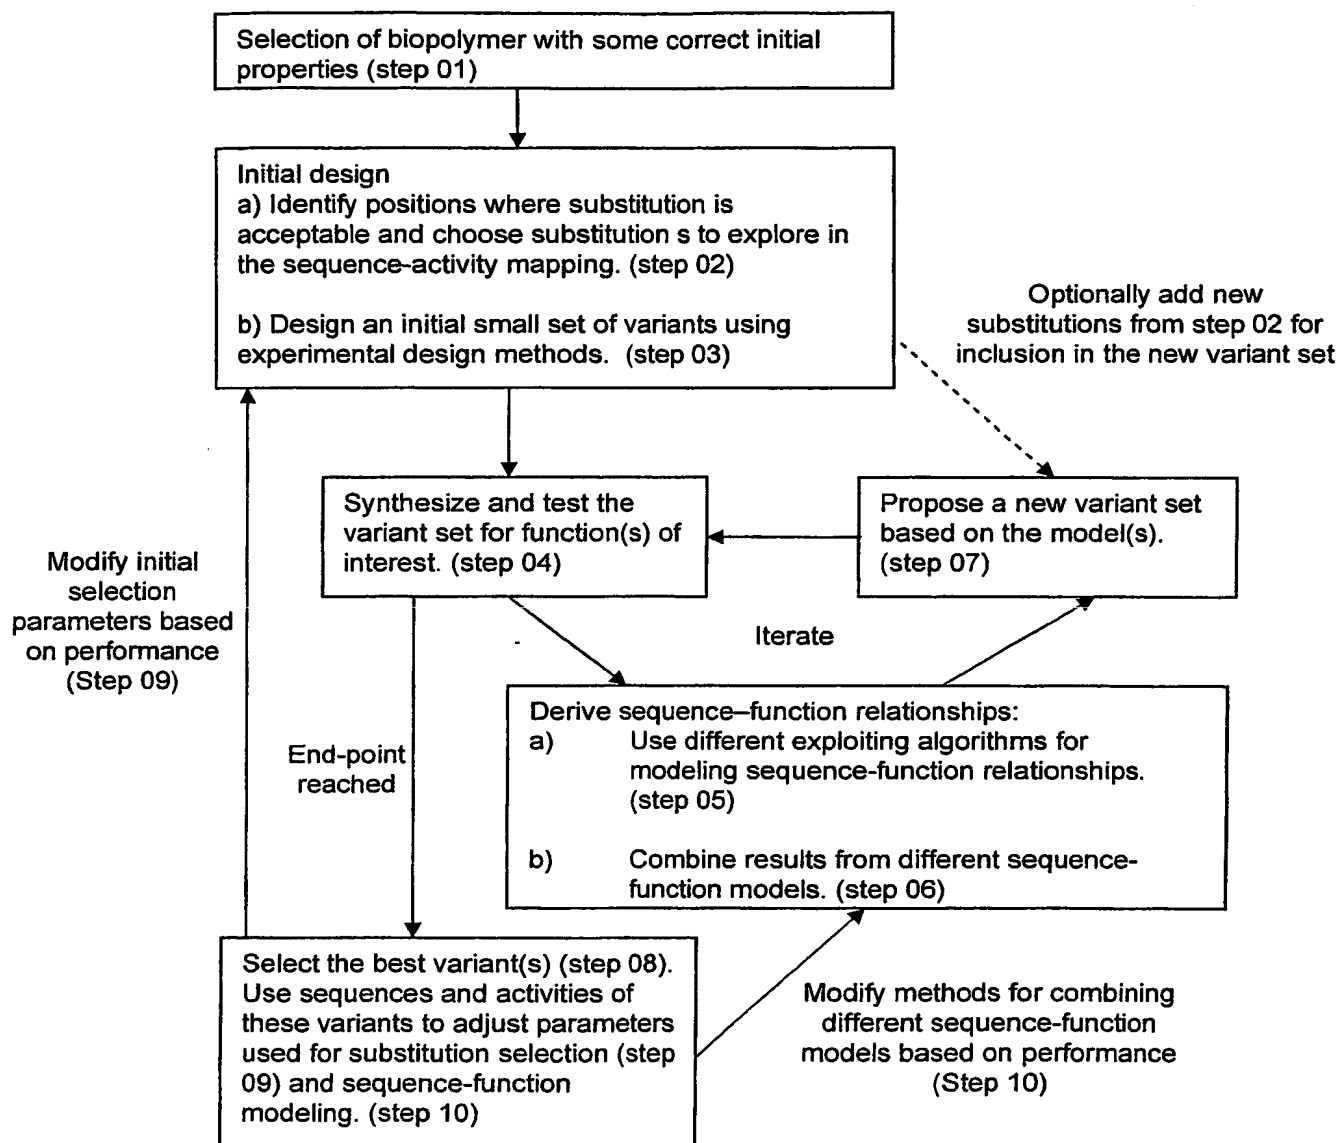 Selection of biopolymer with some correct initial
properties (step 01)
Initial design
a) Identify positions where substitution is
acceptable and choose substitution s to explore in
the sequence-activity mapping. (step 02)
b) Design an initial small set of variants using
experimental design methods. (step 03)
Optionally add new
substitutions from step 02 for
inclusion in the new variant set
Synthesize and test the
variant set for function(s) of
interest. (step 04)
Propose a new variant set
based on the model(s).
(step 07)
Modify initial
selection
parameters based
on performance
(Step 09)
Iterate
End-point
reached
Derive sequence–function relationships:
a) Use different exploiting algorithms for
modeling sequence-function relationships.
(step 05)
b) Combine results from different sequence-
function models. (step 06)
Select the best variant(s) (step 08).
Use sequences and activities of
these variants to adjust parameters
used for substitution selection (step
09) and sequence-function
modeling. (step 10)
Modify methods for combining
different sequence-function
models based on performance
(Step 10)